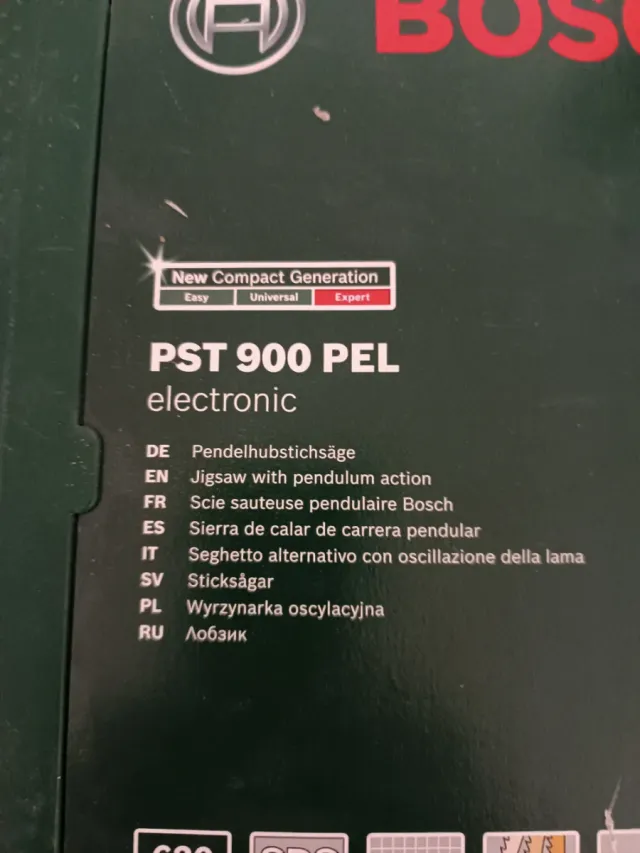 BOSC
New Compact Generation
Easy Universal Expert
PST 900 PEL
electronic
DE Pendelhubstichsäge
EN Jigsaw with pendulum action
FR Scie sauteuse pendulaire Bosch
ES Sierra de calar de carrera pendular
IT Seghetto alternativo con oscillazione della lama
SV Sticksågar
PL Wyrzynarka oscylacyjna
RU Лобзик